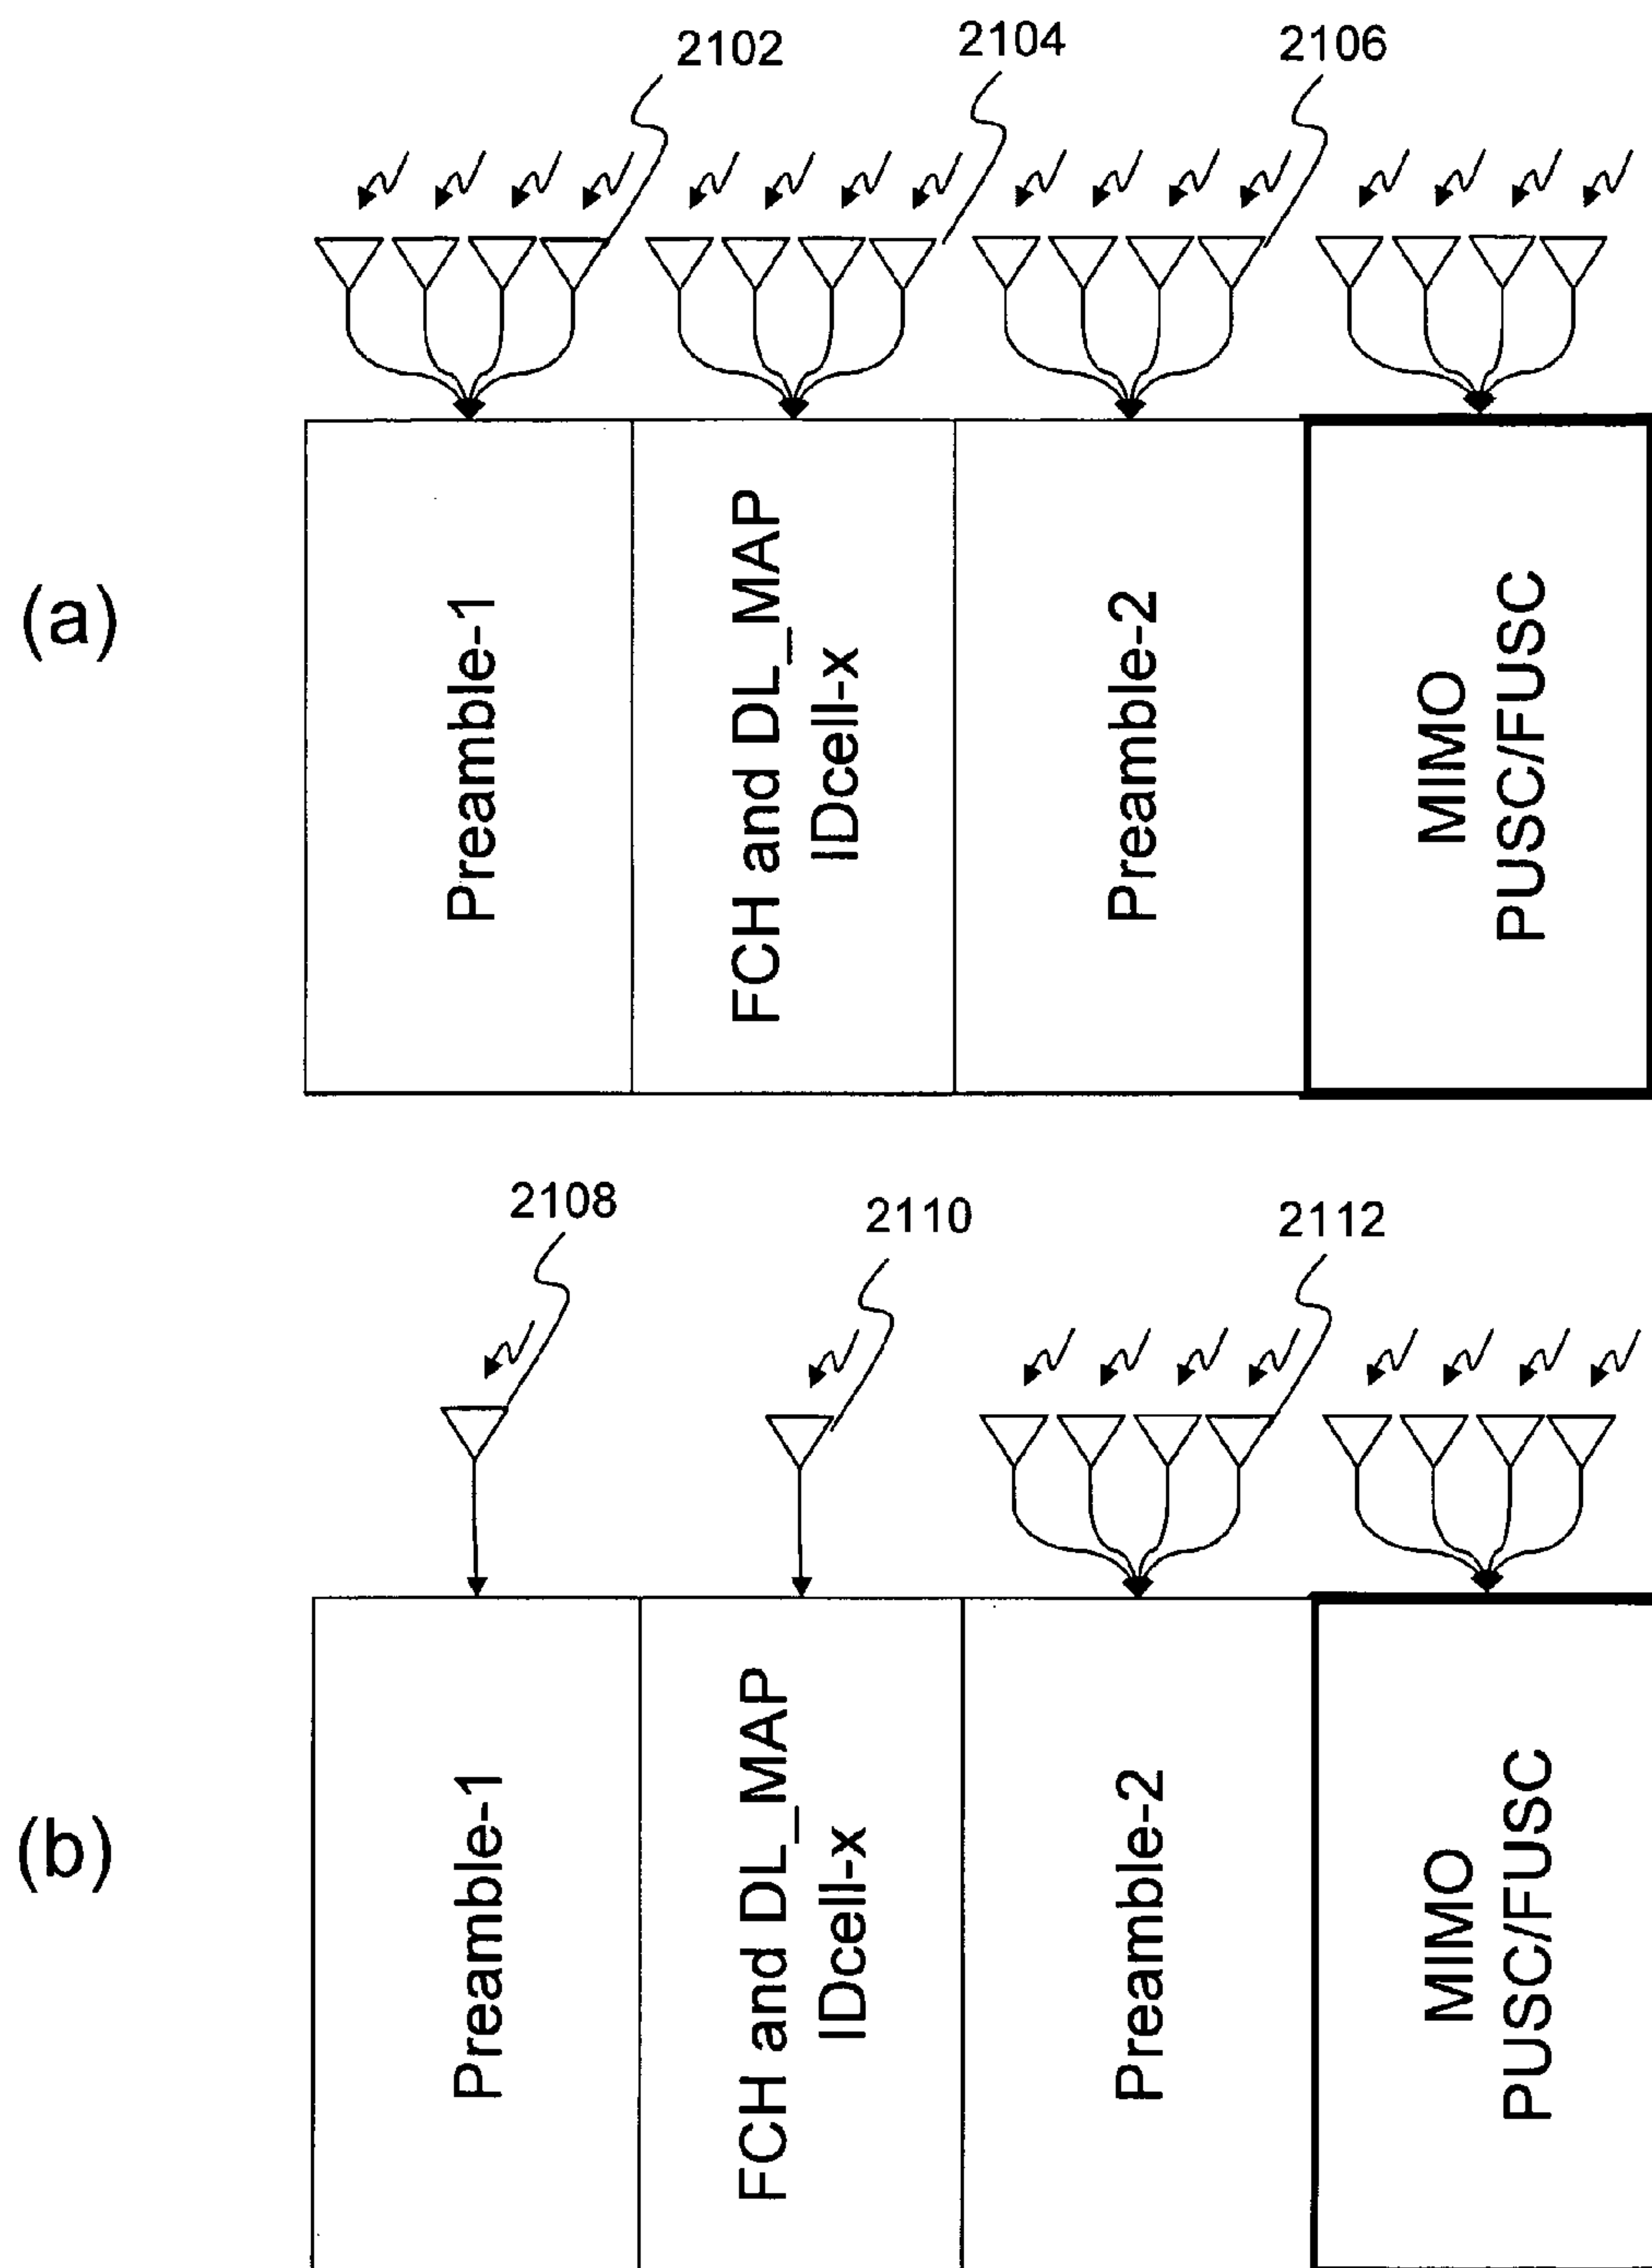 2102
2104
2106
(a)
Preamble-1
FCH and DL_MAP
IDcell-x
Preamble-2
MIMO
PUSC/FUSC
2108
2110
2112
(b)
Preamble-1
FCH and DL_MAP
IDcell-x
Preamble-2
MIMO
PUSC/FUSC